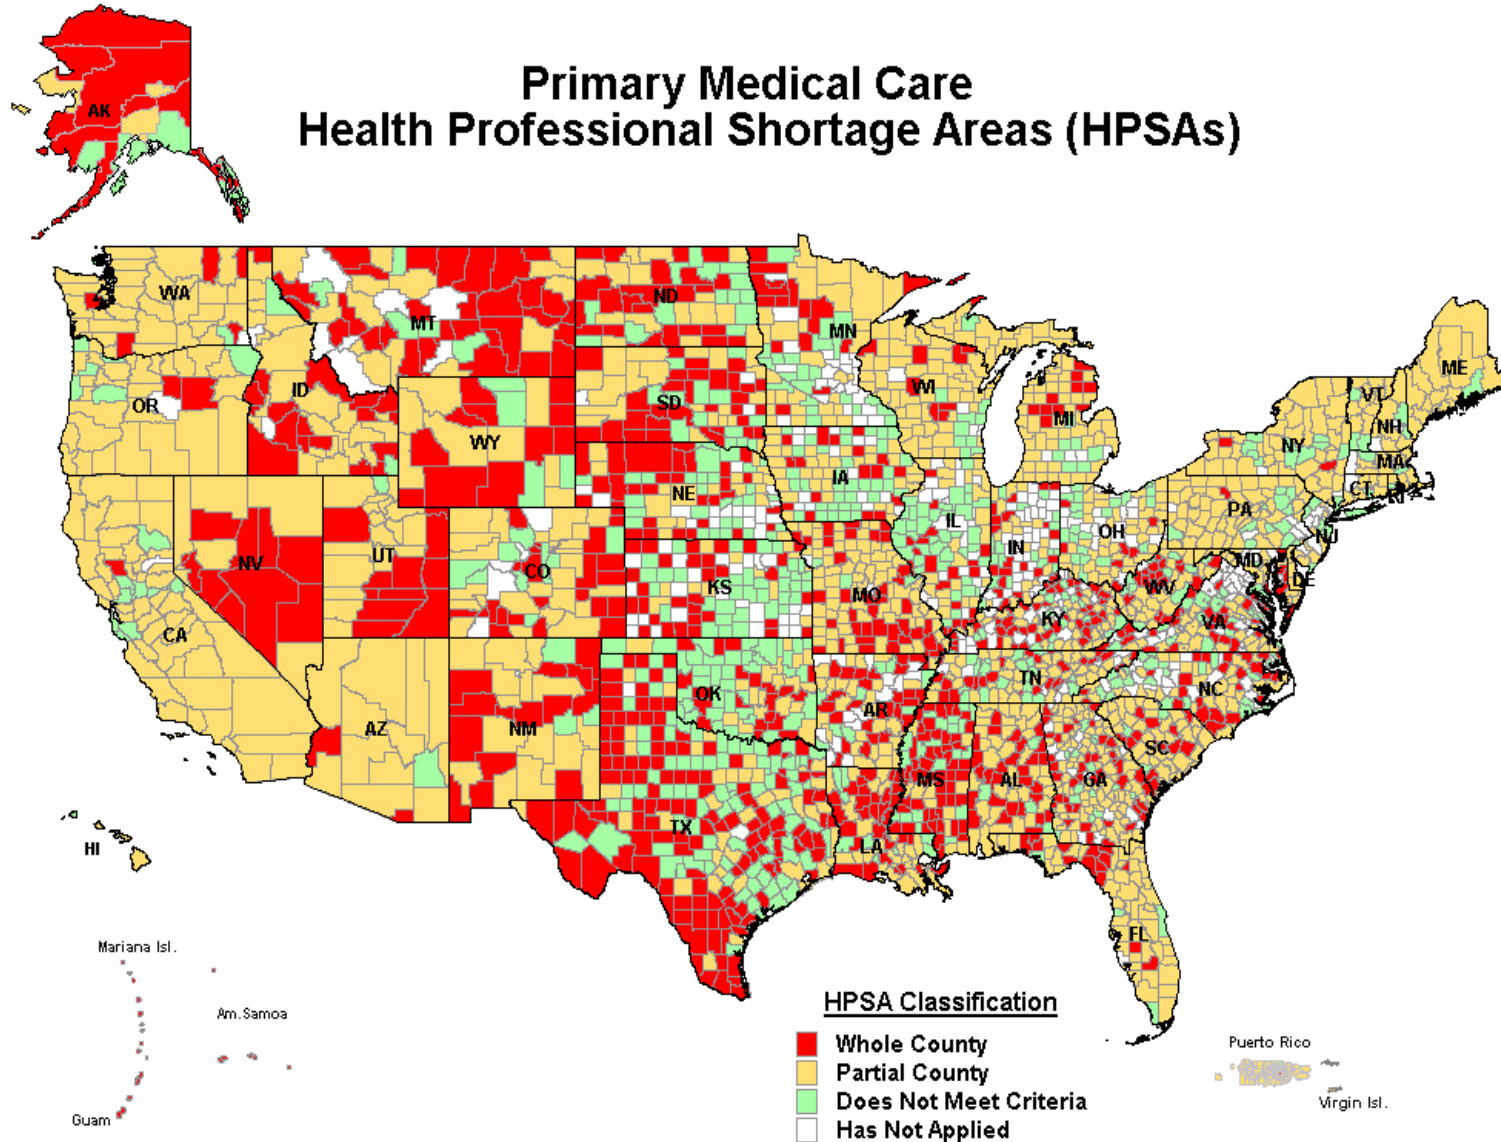 Primary Medical Care
Health Professional Shortage Areas (HPSAs)
AK
WA
MT
ND
MN
ME
OR
ID
SD
WI
MI
VT
NH
NY
MA
WY
IA
CT
RI
NE
PA
NV
UT
CO
IL
IN
OH
NJ
MD
DE
KS
MO
WV
VA
CA
KY
TN
NC
OK
AZ
NM
AR
SC
MS
AL
GA
TX
LA
HI
FL
Mariana Isl.
Am.Samoa
Guam
HPSA Classification
Whole County
Partial County
Does Not Meet Criteria
Has Not Applied
Puerto Rico
Virgin Isl.